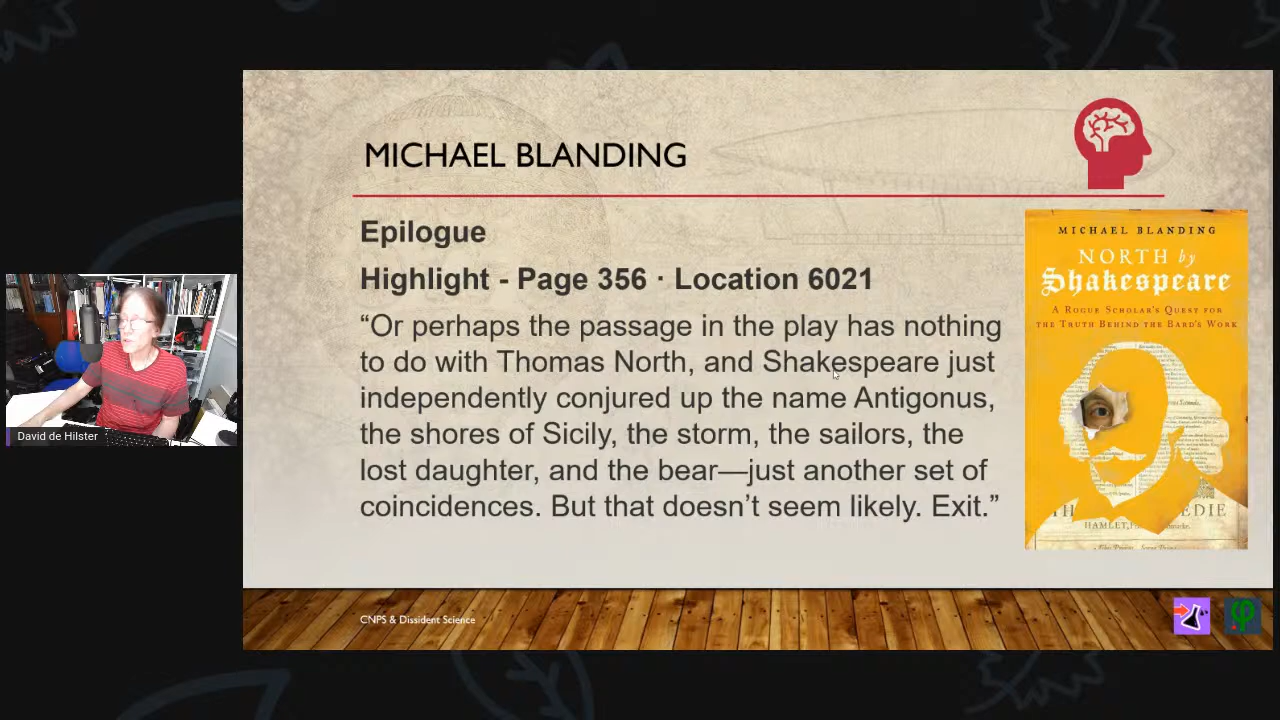 MICHAEL BLANDING
Epilogue
Highlight - Page 356 · Location 6021
“Or perhaps the passage in the play has nothing
to do with Thomas North, and Shakespeare just
independently conjured up the name Antigonus,
the shores of Sicily, the storm, the sailors, the
lost daughter, and the bear—just another set of
coincidences. But that doesn’t seem likely. Exit.”
MICHAEL BLANDING
NORTH by
Shakespeare
A ROGUE SCHOLAR'S QUEST FOR
THE TRUTH BEHIND THE BARD'S WORK
HAMLET,
David de Hilster
CNPS & Dissident Science